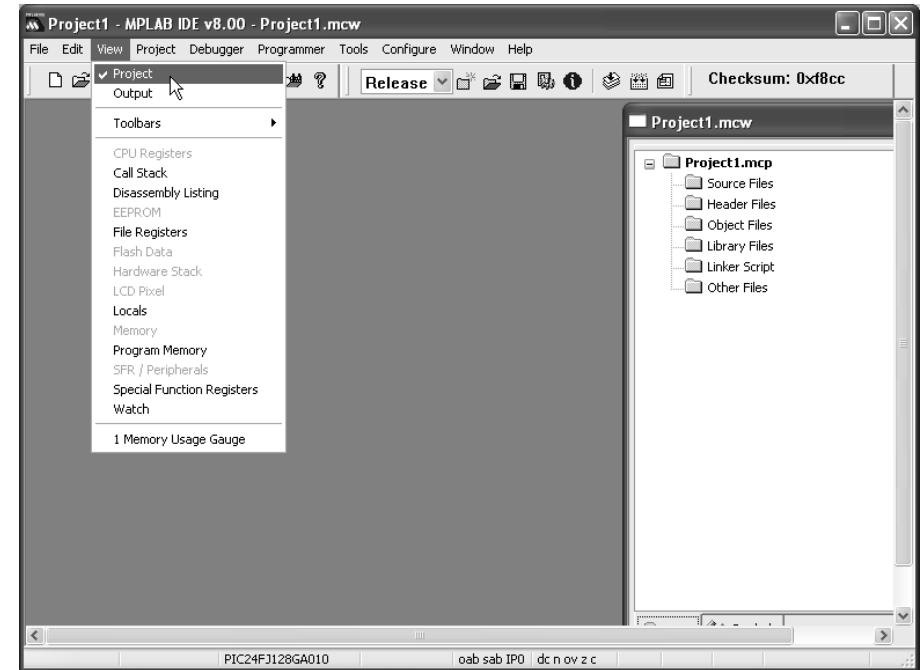 Project1 - MPLAB IDE v8.00 - Project1.mcw
File Edit View Project Debugger Programmer Tools Configure Window Help
Release Checksum: 0xf8cc
Project
Output
Toolbars
CPU Registers
Call Stack
Disassembly Listing
EEPROM
File Registers
Flash Data
Hardware Stack
LCD Pixel
Locals
Memory
Program Memory
SFR / Peripherals
Special Function Registers
Watch
1 Memory Usage Gauge
Project1.mcw
Project1.mcp
Source Files
Header Files
Object Files
Library Files
Linker Script
Other Files
PIC24FJ128GA010 oab sab IP0 dc n ov z c